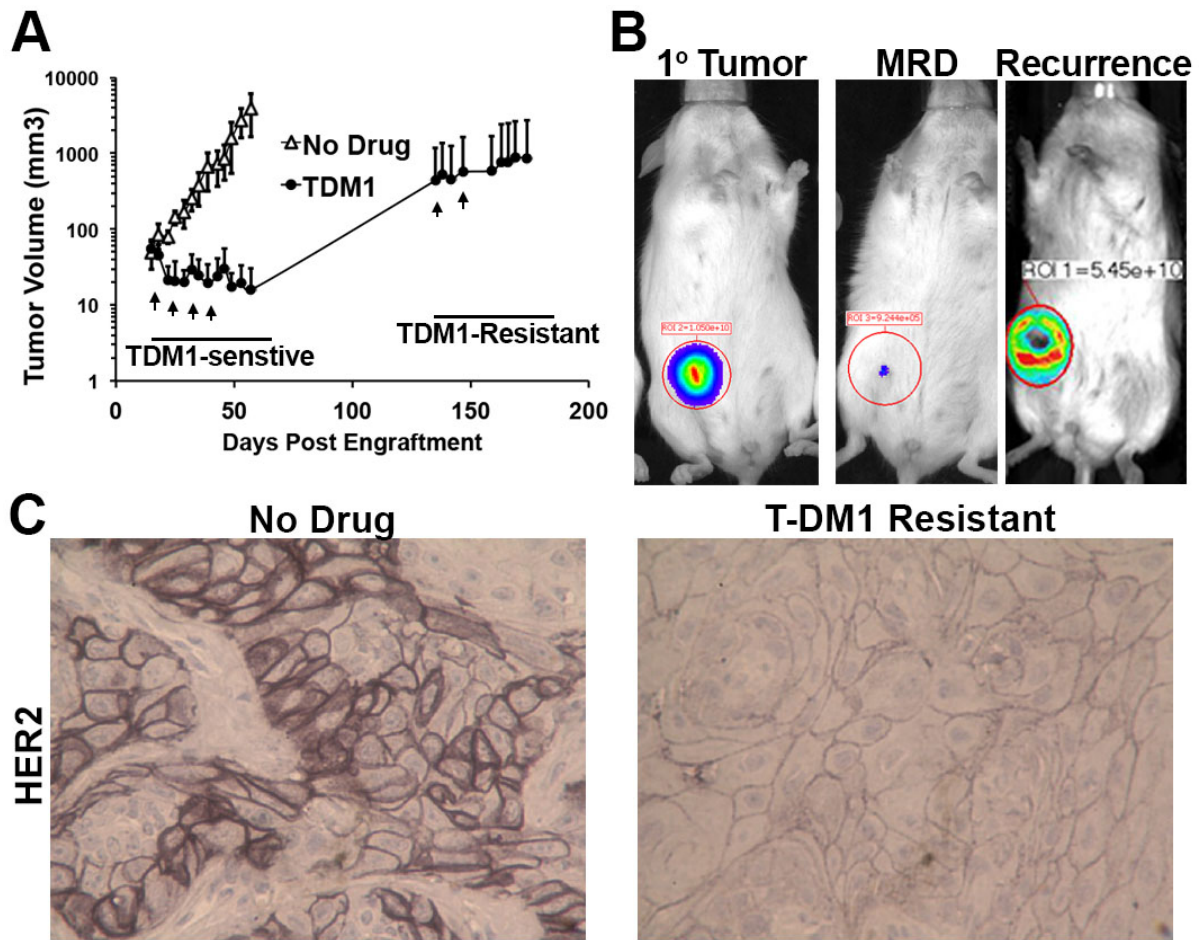 A
Tumor Volume (mm3)
10000
1000
100
10
1
No Drug
TDM1
TDM1-senstive
TDM1-Resistant
0 50 100 150 200
Days Post Engraftment
B
1º Tumor MRD Recurrence
ROI 2=1.050e+10
ROI 3=9.244e+05
ROI 1=5.45e+10
C
No Drug T-DM1 Resistant
HER2